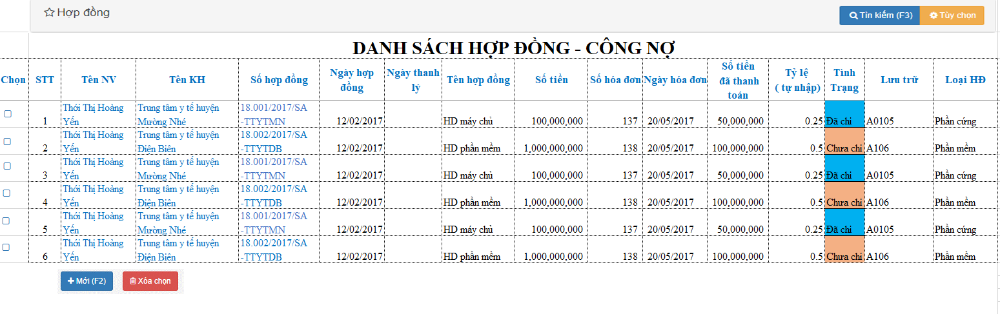 Hợp đồng
Tìn kiếm (F3) Tùy chọn
DANH SÁCH HỢP ĐỒNG - CÔNG NỢ
Chọn STT Tên NV Tên KH Số hợp đồng Ngày hợp đồng Ngày thanh lý Tên hợp đồng Số tiền Số hóa đơn Ngày hóa đơn Số tiền đã thanh toán Tỷ lệ ( tự nhập) Tình Trạng Lưu trữ Loại HĐ
1 Thới Thị Hoàng Yến Trung tâm y tế huyện Mường Nhé 18.001/2017/SA-TTYTMN 12/02/2017 HD máy chủ 100,000,000 137 20/05/2017 50,000,000 0.25 Đã chi A0105 Phần cứng
2 Thới Thị Hoàng Yến Trung tâm y tế huyện Điện Biên 18.002/2017/SA-TTYTDB 12/02/2017 HD phần mềm 1,000,000,000 138 20/05/2017 100,000,000 0.5 Chưa chi A106 Phần mềm
3 Thới Thị Hoàng Yến Trung tâm y tế huyện Mường Nhé 18.001/2017/SA-TTYTMN 12/02/2017 HD máy chủ 100,000,000 137 20/05/2017 50,000,000 0.25 Đã chi A0105 Phần cứng
4 Thới Thị Hoàng Yến Trung tâm y tế huyện Điện Biên 18.002/2017/SA-TTYTDB 12/02/2017 HD phần mềm 1,000,000,000 138 20/05/2017 100,000,000 0.5 Chưa chi A106 Phần mềm
5 Thới Thị Hoàng Yến Trung tâm y tế huyện Mường Nhé 18.001/2017/SA-TTYTMN 12/02/2017 HD máy chủ 100,000,000 137 20/05/2017 50,000,000 0.25 Đã chi A0105 Phần cứng
6 Thới Thị Hoàng Yến Trung tâm y tế huyện Điện Biên 18.002/2017/SA-TTYTDB 12/02/2017 HD phần mềm 1,000,000,000 138 20/05/2017 100,000,000 0.5 Chưa chi A106 Phần mềm
Mới (F2) Xóa chọn